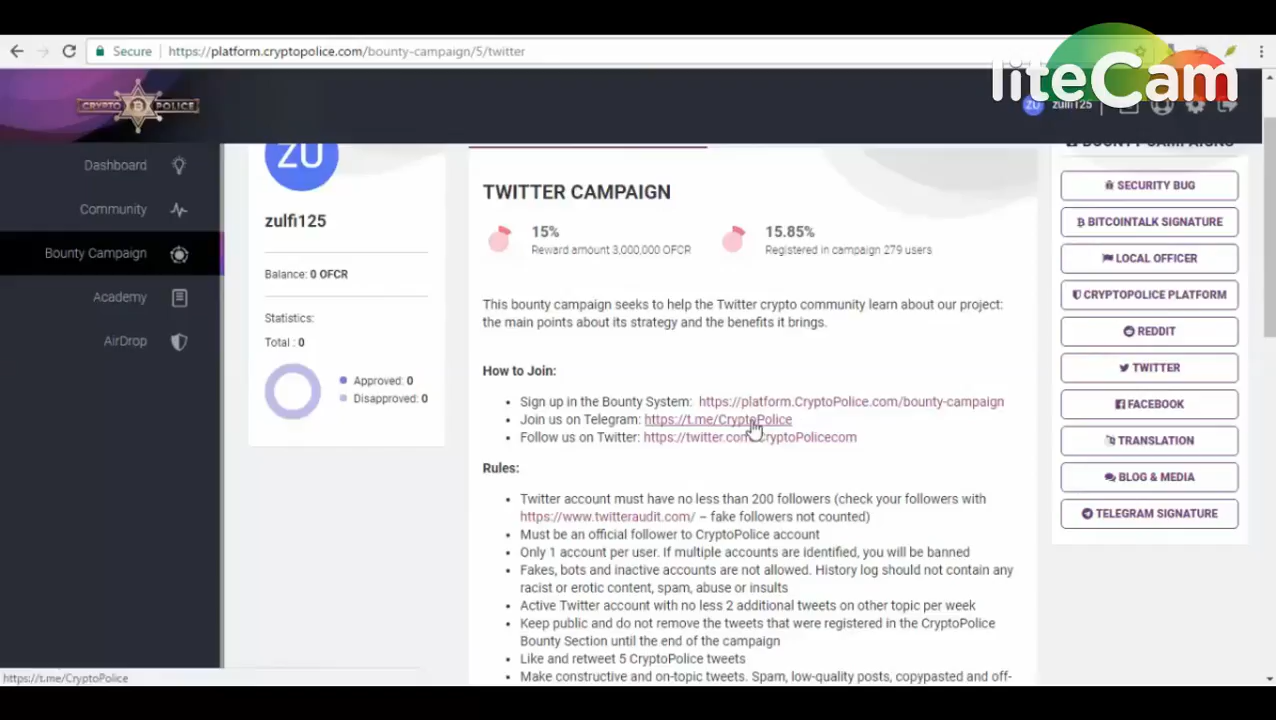 Secure https://platform.cryptopolice.com/bounty-campaign/5/twitter
liteCam
CRYPTO POLICE
ZU zulfi125
Dashboard
Community
Bounty Campaign
Academy
AirDrop
ZU
zulfi125
Balance: 0 OFCR
Statistics:
Total : 0
Approved: 0
Disapproved: 0
TWITTER CAMPAIGN
15%
Reward amount 3,000,000 OFCR
15.85%
Registered in campaign 279 users
This bounty campaign seeks to help the Twitter crypto community learn about our project:
the main points about its strategy and the benefits it brings.
How to Join:
• Sign up in the Bounty System: https://platform.CryptoPolice.com/bounty-campaign
• Join us on Telegram: https://t.me/CryptoPolice
• Follow us on Twitter: https://twitter.com/CryptoPolicecom
Rules:
• Twitter account must have no less than 200 followers (check your followers with
https://www.twitteraudit.com/ – fake followers not counted)
• Must be an official follower to CryptoPolice account
• Only 1 account per user. If multiple accounts are identified, you will be banned
• Fakes, bots and inactive accounts are not allowed. History log should not contain any
racist or erotic content, spam, abuse or insults
• Active Twitter account with no less 2 additional tweets on other topic per week
• Keep public and do not remove the tweets that were registered in the CryptoPolice
Bounty Section until the end of the campaign
• Like and retweet 5 CryptoPolice tweets
• Make constructive and on-topic tweets. Spam, low-quality posts, copypasted and off-
BOUNTY CAMPAIGNS
SECURITY BUG
BITCOINTALK SIGNATURE
LOCAL OFFICER
CRYPTOPOLICE PLATFORM
REDDIT
TWITTER
FACEBOOK
TRANSLATION
BLOG & MEDIA
TELEGRAM SIGNATURE
https://t.me/CryptoPolice